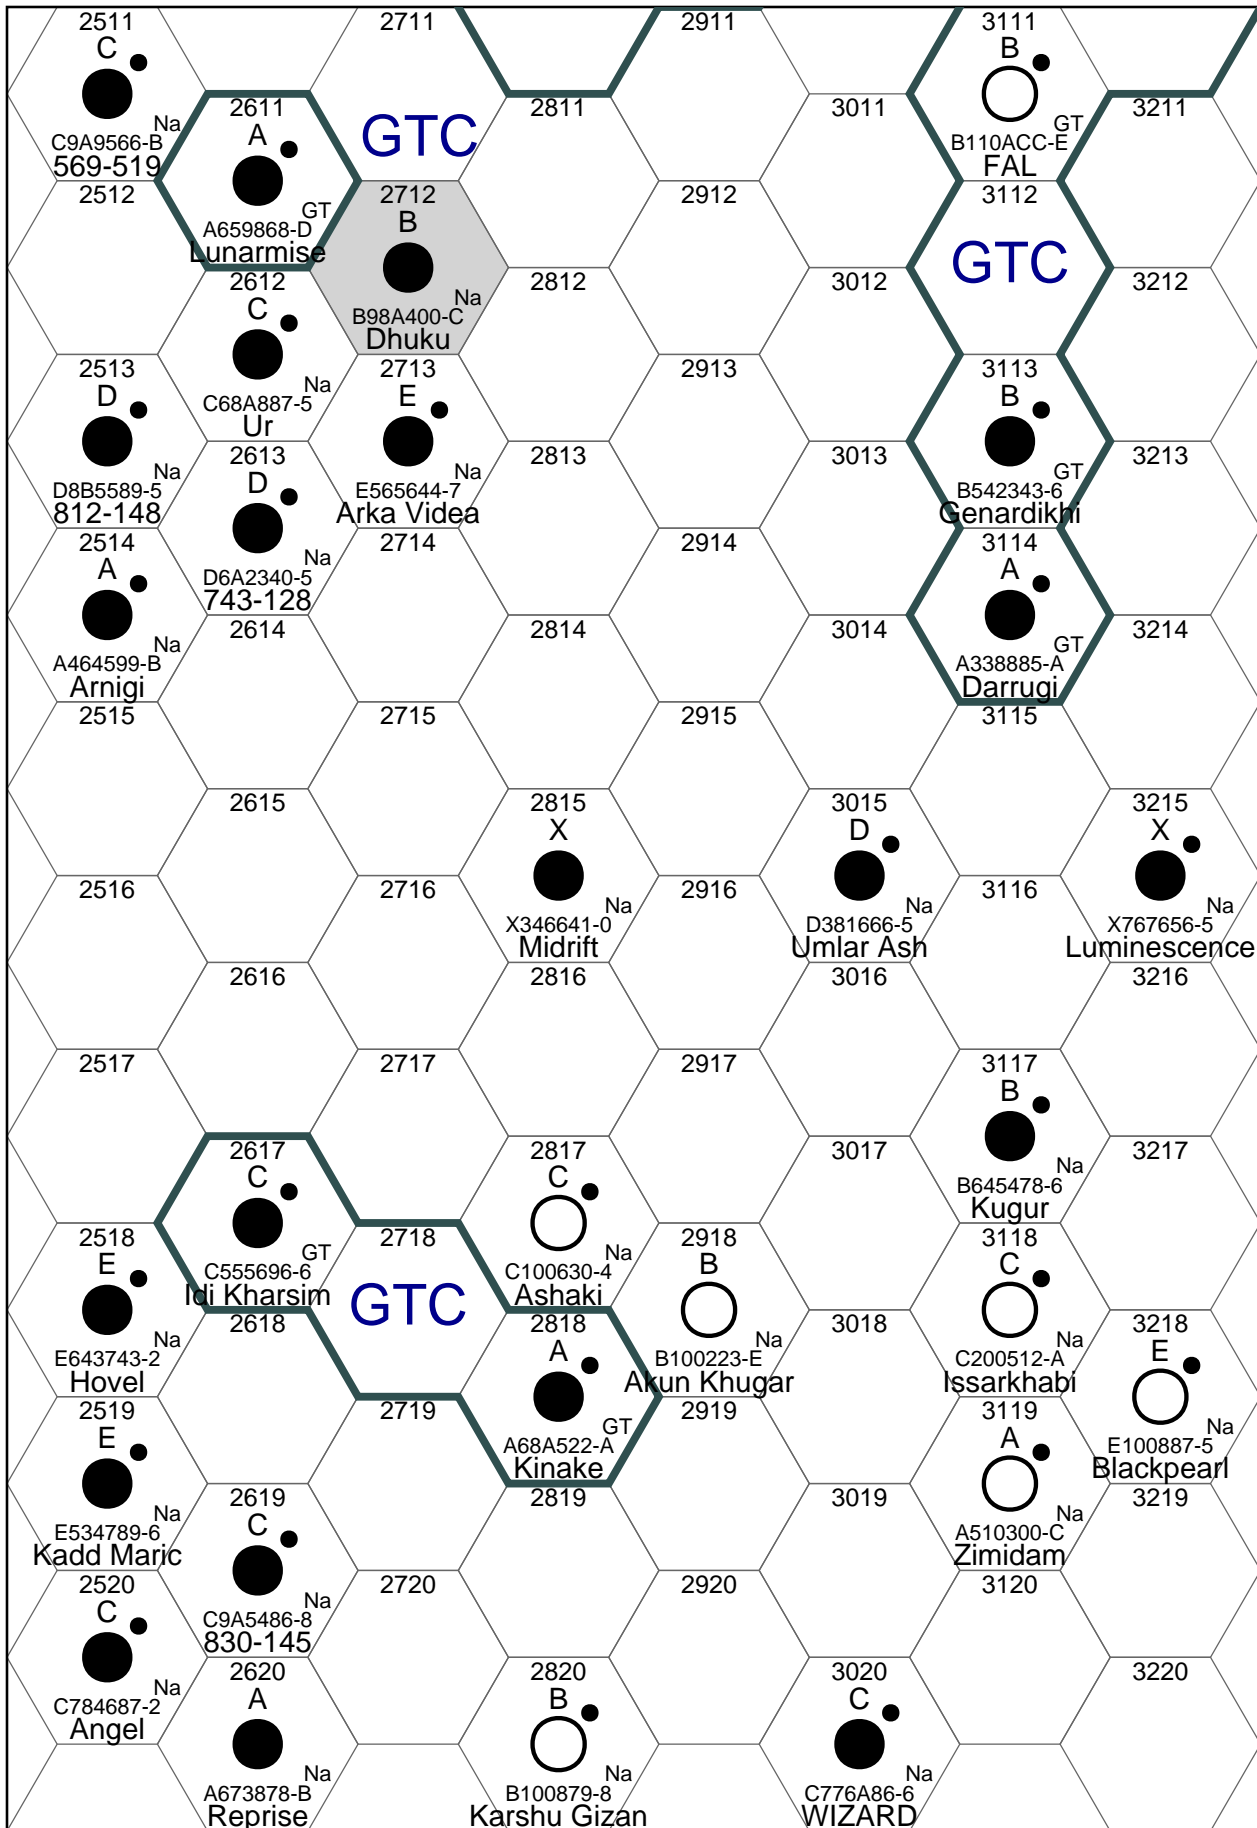 2511
2711
2911
3111
C
B
2611
2811
3011
3211
A
GTC
Na
C9A9566-B
569-519
GT
B110ACC-E
FAL
2512
2712
2912
3112
B
GT
A659868-D
Lunarmise
GTC
2612
2812
3012
3212
C
Na
B98A400-C
Dhuku
2513
2713
2913
3113
D
E
B
Na
C68A887-5
Ur
2613
2813
3013
3213
D
Na
D8B5589-5
812-148
Na
E565644-7
Arka Videa
GT
B542343-6
Genardikhi
2514
2714
2914
3114
A
A
Na
D6A2340-5
743-128
2614
2814
3014
3214
Na
A464599-B
Arnigi
GT
A338885-A
Darrugi
2515
2715
2915
3115
2615
2815
3015
3215
X
D
X
2516
2716
2916
3116
Na
X346641-0
Midrift
Na
D381666-5
Umlar Ash
Na
X767656-5
Luminescence
2616
2816
3016
3216
2517
2717
2917
3117
B
2617
2817
3017
3217
C
C
Na
B645478-6
Kugur
2518
2718
2918
3118
E
B
C
GT
C555696-6
Idi Kharsim
GTC
Na
C100630-4
Ashaki
2618
2818
3018
3218
A
E
Na
E643743-2
Hovel
Na
B100223-E
Akun Khugar
Na
C200512-A
Issarkhabi
2519
2719
2919
3119
E
A
GT
A68A522-A
Kinake
Na
E100887-5
Blackpearl
2619
2819
3019
3219
C
Na
E534789-6
Kadd Maric
Na
A510300-C
Zimidam
2520
2720
2920
3120
C
Na
C9A5486-8
830-145
2620
2820
3020
3220
A
B
C
Na
C784687-2
Angel
Na
A673878-B
Reprise
Na
B100879-8
Karshu Gizan
Na
C776A86-6
WIZARD